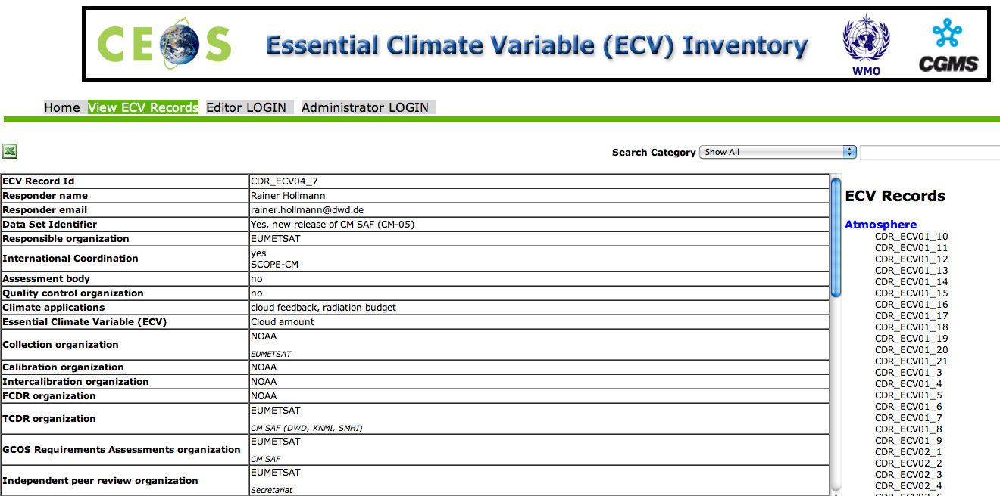 CEOS
Essential Climate Variable (ECV) Inventory
WMO
CGMS
Home View ECV Records Editor LOGIN Administrator LOGIN
Search Category Show All
ECV Record Id CDR_ECV04_7
Responder name Rainer Hollmann
Responder email rainer.hollmann@dwd.de
Data Set Identifier Yes, new release of CM SAF (CM-05)
Responsible organization EUMETSAT
International Coordination yes
SCOPE-CM
Assessment body no
Quality control organization no
Climate applications cloud feedback, radiation budget
Essential Climate Variable (ECV) Cloud amount
Collection organization NOAA
EUMETSAT
Calibration organization NOAA
Intercalibration organization NOAA
FCDR organization NOAA
TCDR organization EUMETSAT
CM SAF (DWD, KNMI, SMHI)
GCOS Requirements Assessments organization EUMETSAT
CM SAF
Independent peer review organization EUMETSAT
Secretariat
ECV Records
Atmosphere
CDR_ECV01_10
CDR_ECV01_11
CDR_ECV01_12
CDR_ECV01_13
CDR_ECV01_14
CDR_ECV01_15
CDR_ECV01_16
CDR_ECV01_17
CDR_ECV01_18
CDR_ECV01_19
CDR_ECV01_20
CDR_ECV01_21
CDR_ECV01_3
CDR_ECV01_4
CDR_ECV01_5
CDR_ECV01_6
CDR_ECV01_7
CDR_ECV01_8
CDR_ECV01_9
CDR_ECV02_1
CDR_ECV02_2
CDR_ECV02_3
CDR_ECV02_4